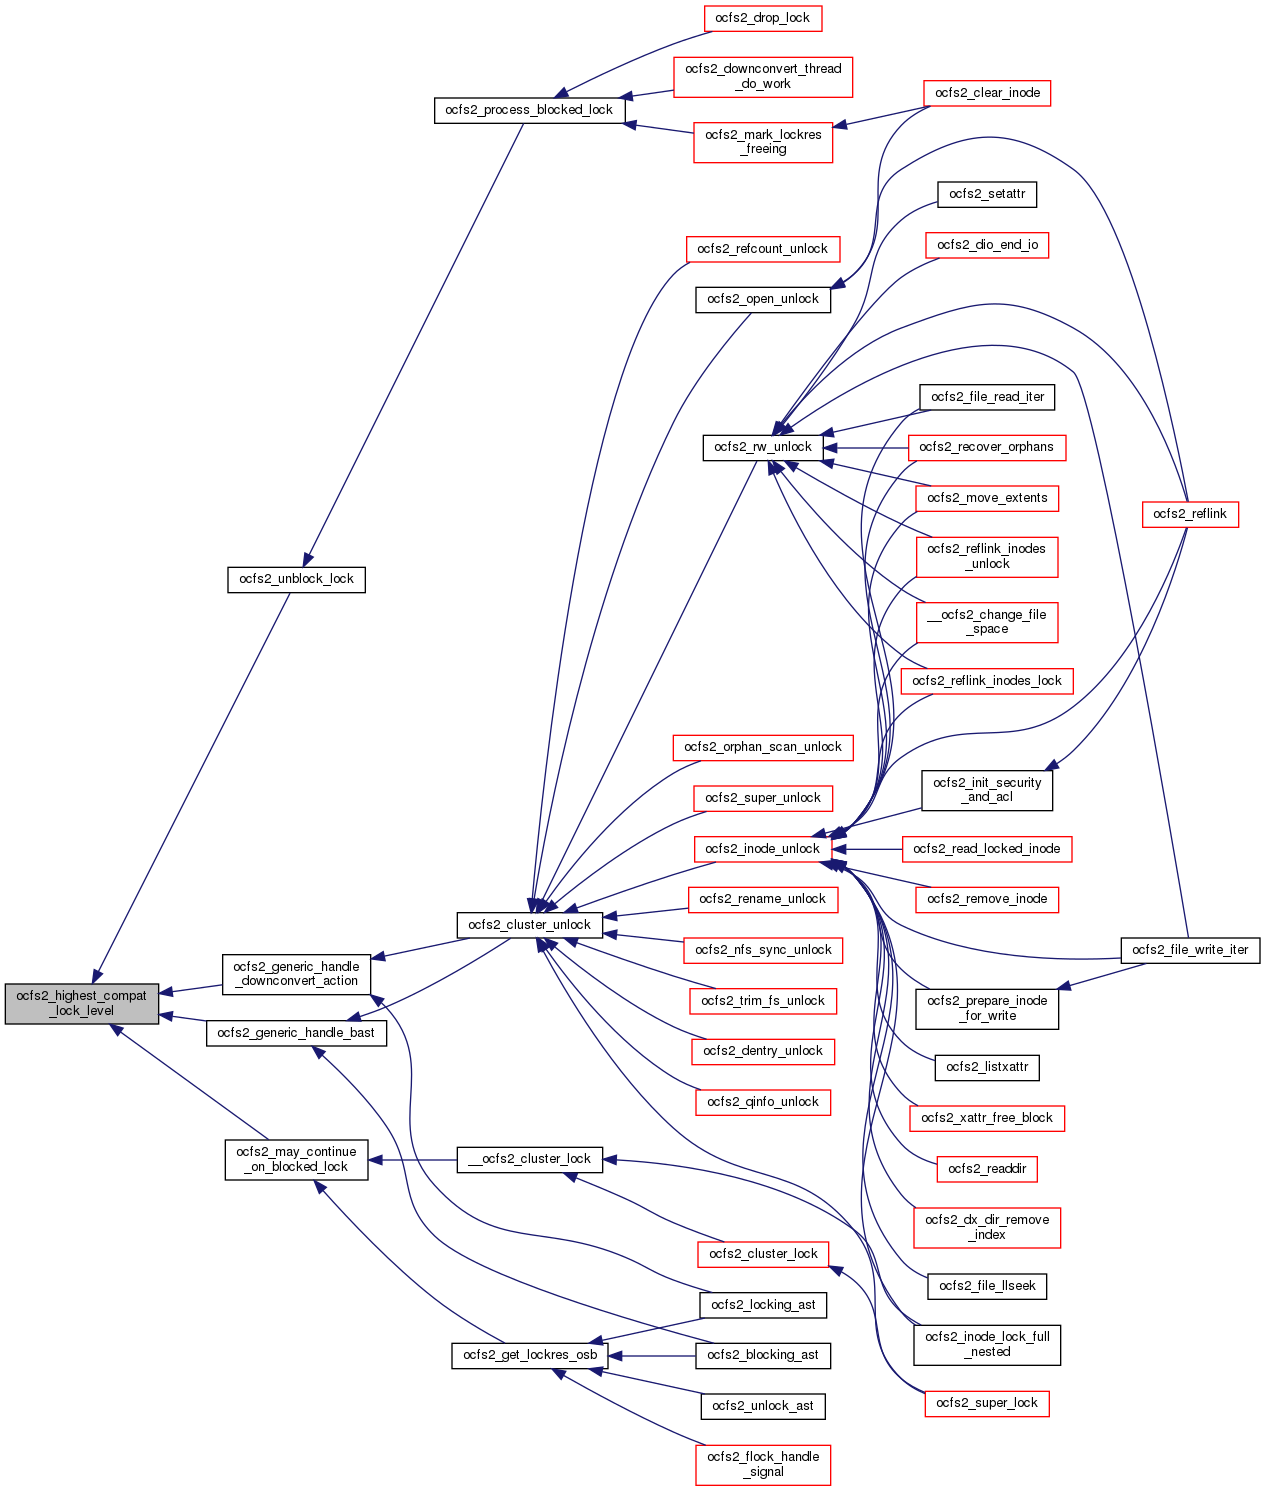 ocfs2_drop_lock
ocfs2_downconvert_thread
_do_work
ocfs2_clear_inode
ocfs2_process_blocked_lock
ocfs2_mark_lockres
_freeing
ocfs2_setattr
ocfs2_refcount_unlock
ocfs2_dio_end_io
ocfs2_open_unlock
ocfs2_file_read_iter
ocfs2_rw_unlock
ocfs2_recover_orphans
ocfs2_move_extents
ocfs2_reflink
ocfs2_reflink_inodes
_unlock
ocfs2_unblock_lock
__ocfs2_change_file
_space
ocfs2_reflink_inodes_lock
ocfs2_orphan_scan_unlock
ocfs2_init_security
_and_acl
ocfs2_super_unlock
ocfs2_inode_unlock
ocfs2_read_locked_inode
ocfs2_rename_unlock
ocfs2_remove_inode
ocfs2_cluster_unlock
ocfs2_nfs_sync_unlock
ocfs2_file_write_iter
ocfs2_generic_handle
_downconvert_action
ocfs2_highest_compat
_lock_level
ocfs2_trim_fs_unlock
ocfs2_prepare_inode
_for_write
ocfs2_generic_handle_bast
ocfs2_dentry_unlock
ocfs2_listxattr
ocfs2_qinfo_unlock
ocfs2_xattr_free_block
ocfs2_may_continue
_on_blocked_lock
__ocfs2_cluster_lock
ocfs2_readdir
ocfs2_dx_dir_remove
_index
ocfs2_cluster_lock
ocfs2_file_llseek
ocfs2_locking_ast
ocfs2_inode_lock_full
_nested
ocfs2_get_lockres_osb
ocfs2_blocking_ast
ocfs2_unlock_ast
ocfs2_super_lock
ocfs2_flock_handle
_signal